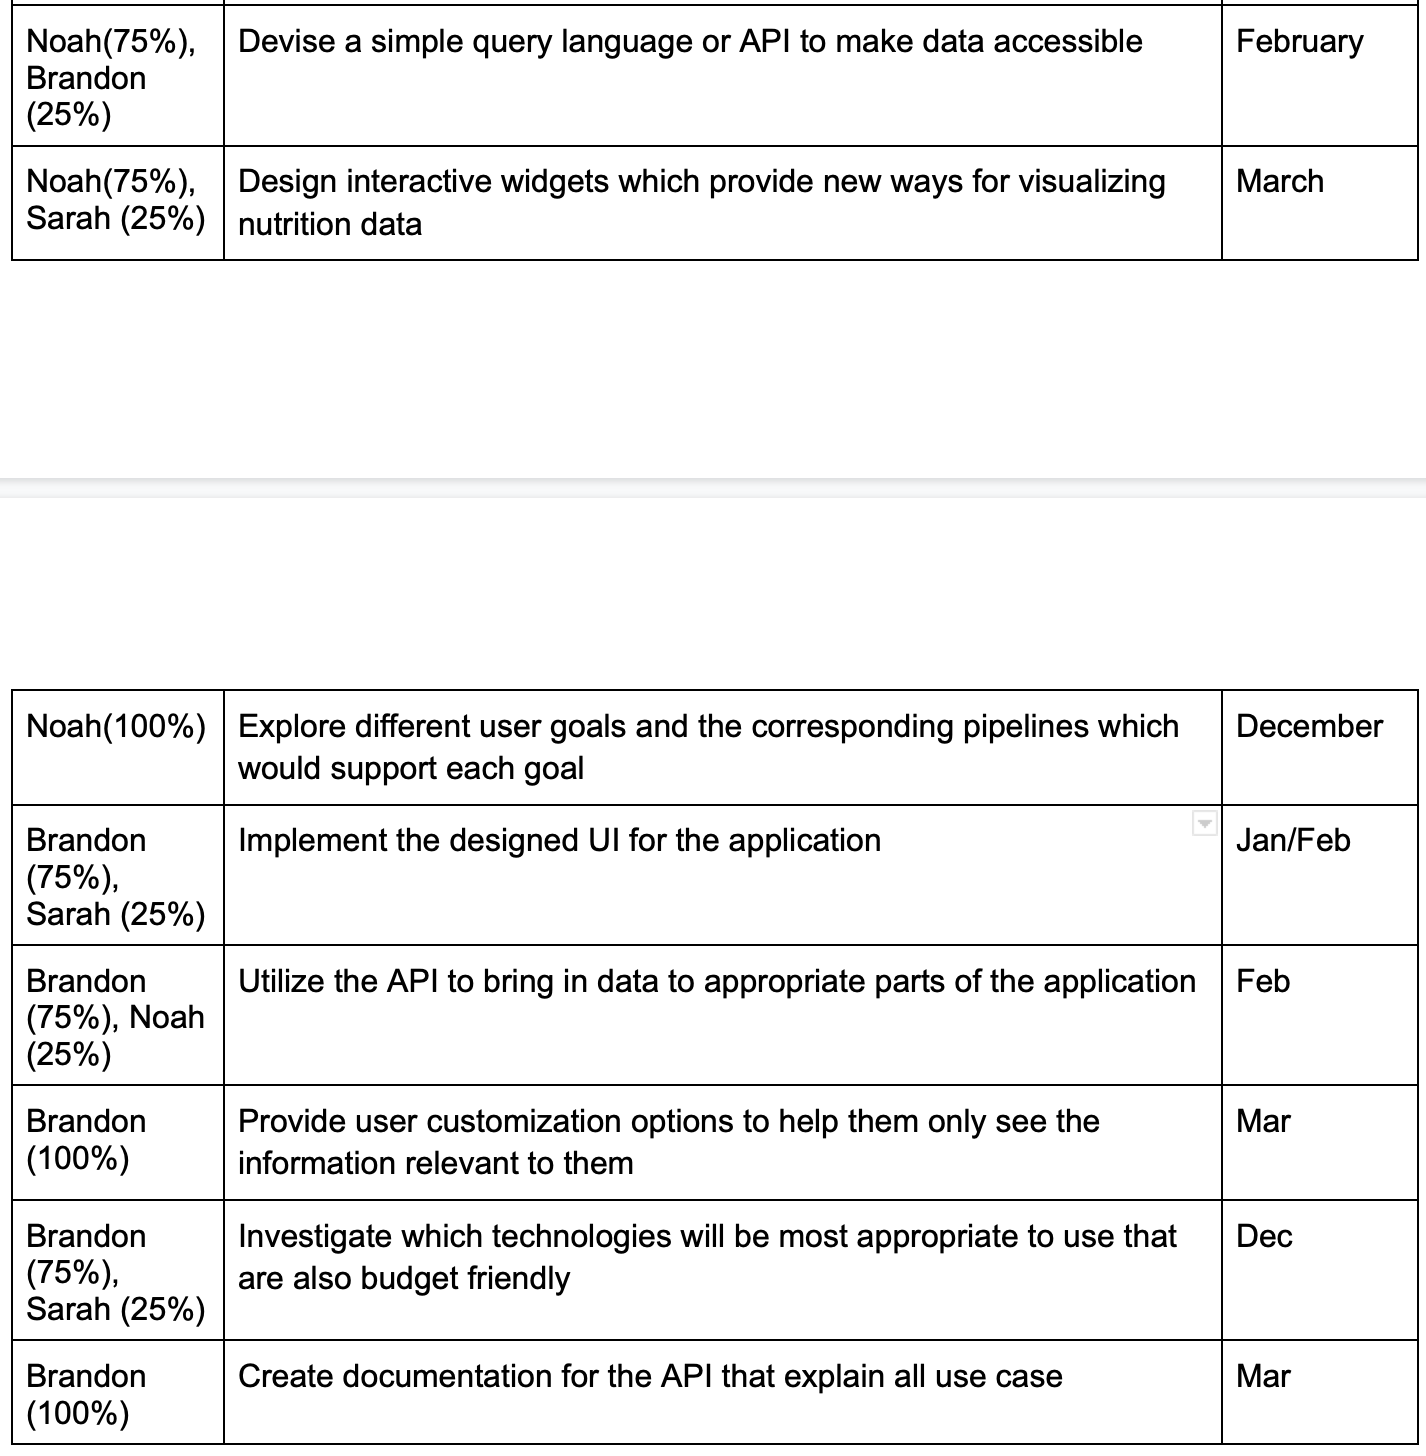 Noah(75%),
Brandon
(25%)
Devise a simple query language or API to make data accessible
February
Noah(75%),
Sarah (25%)
Design interactive widgets which provide new ways for visualizing
nutrition data
March
Noah(100%)
Explore different user goals and the corresponding pipelines which
would support each goal
December
Brandon
(75%),
Sarah (25%)
Implement the designed UI for the application
Jan/Feb
Brandon
(75%), Noah
(25%)
Utilize the API to bring in data to appropriate parts of the application
Feb
Brandon
(100%)
Provide user customization options to help them only see the
information relevant to them
Mar
Brandon
(75%),
Sarah (25%)
Investigate which technologies will be most appropriate to use that
are also budget friendly
Dec
Brandon
(100%)
Create documentation for the API that explain all use case
Mar